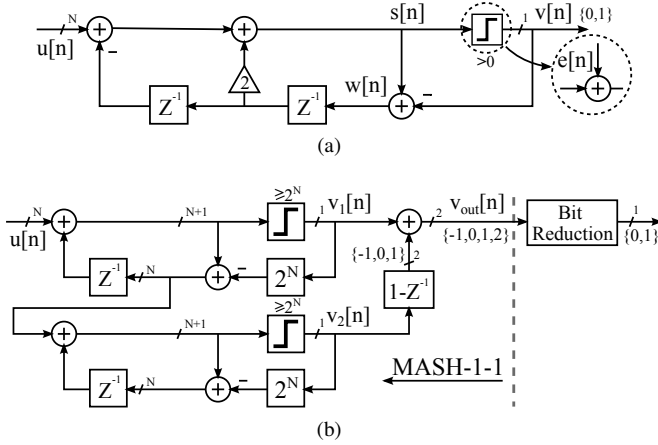 s[n] 1 v[n] {0,1}
N
u[n]
−
>0
e[n]
2
w[n]
−
Z⁻¹
Z⁻¹
(a)
≥2ᴺ
N
N+1
1 v₁[n]
2 vₒᵤₜ[n]
Bit
Reduction
1
u[n]
{-1,0,1,2}
{0,1}
{-1,0,1}
2
Z⁻¹
N
−
2ᴺ
1-Z⁻¹
≥2ᴺ
N+1
1 v₂[n]
Z⁻¹
N
−
2ᴺ
MASH-1-1
(b)